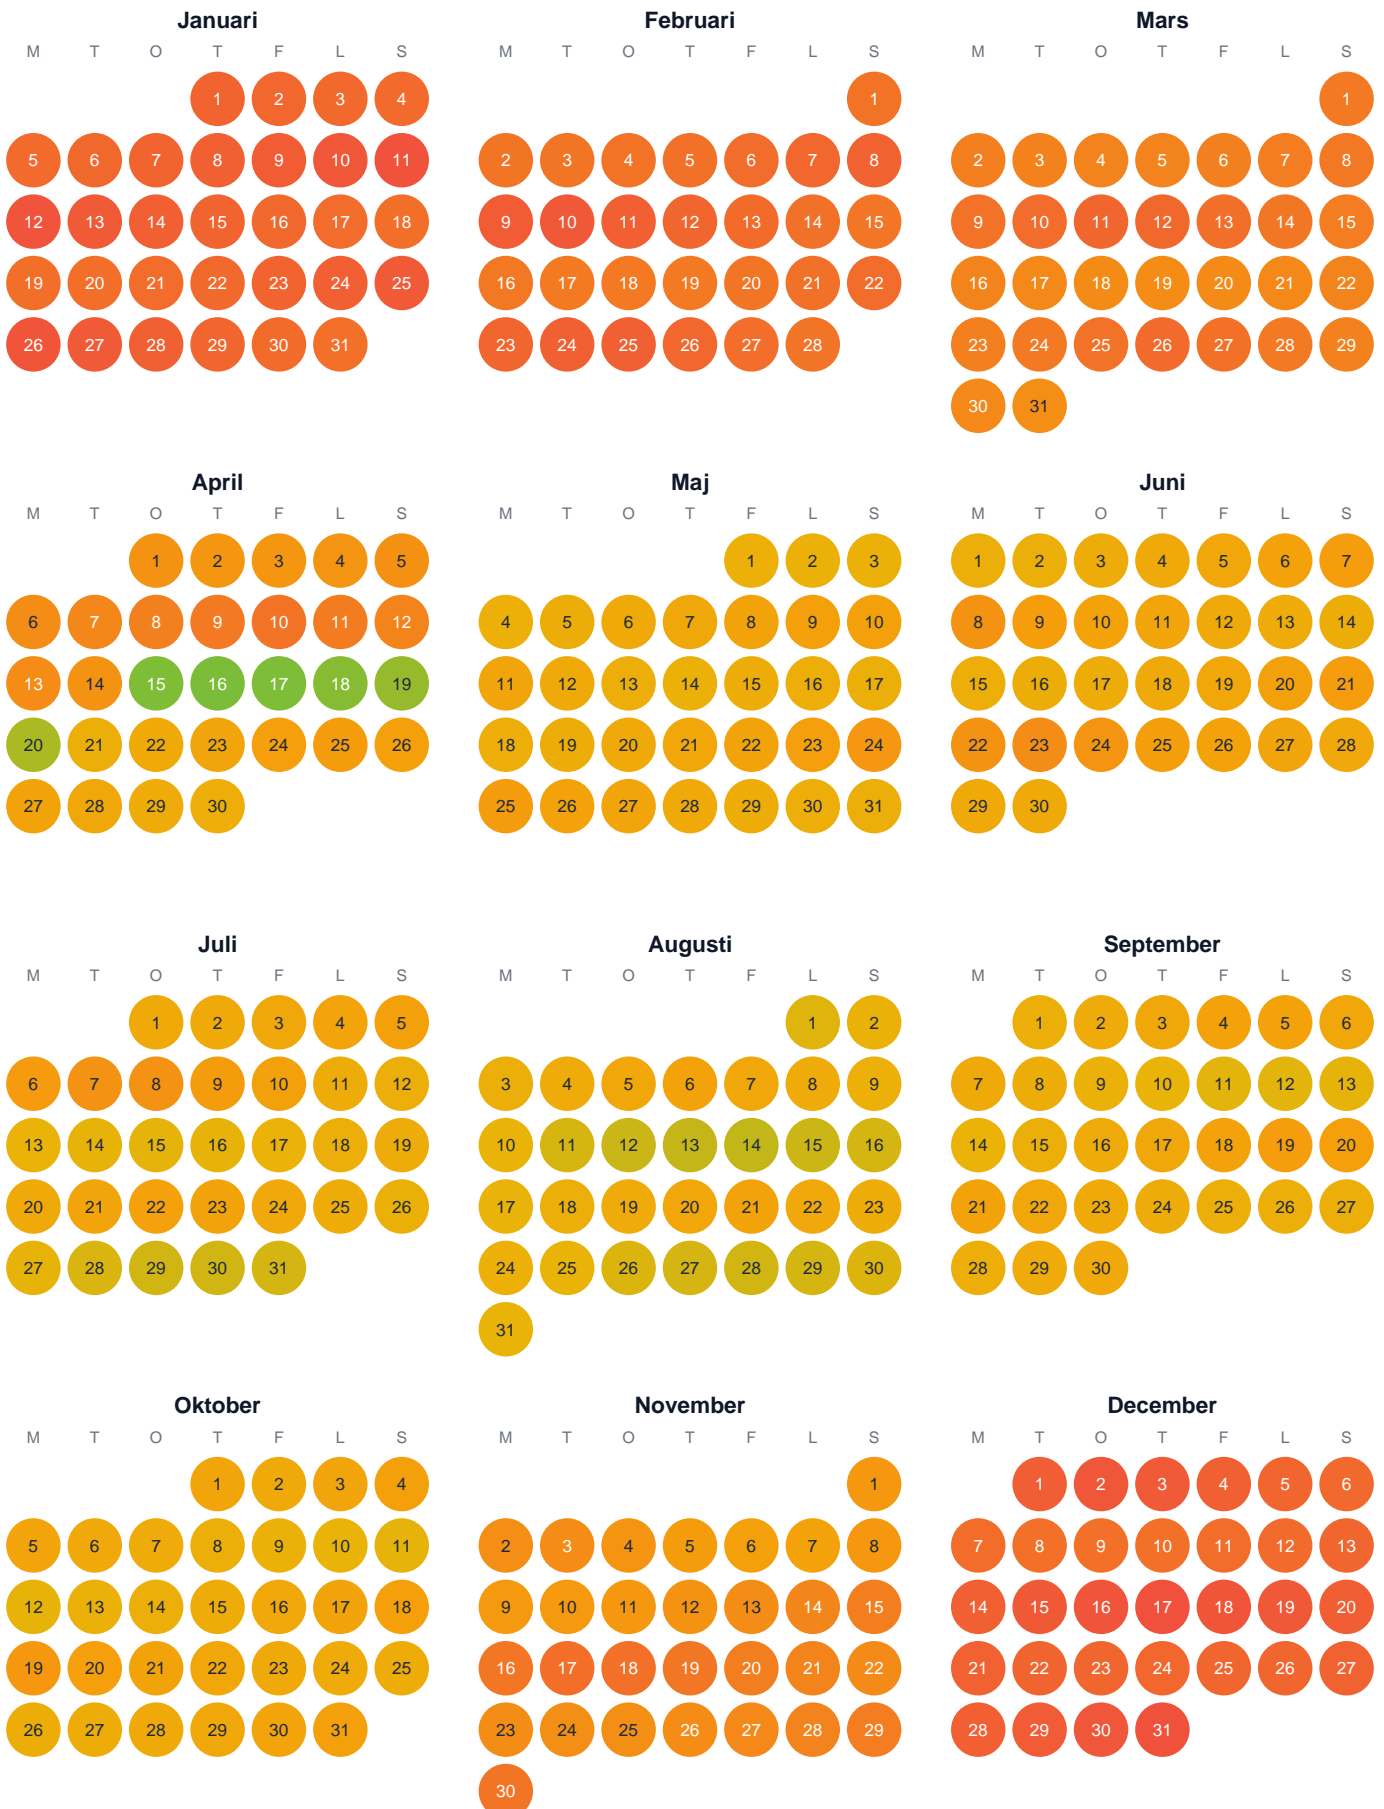 Januari Februari Mars
M T O T F L S M T O T F L S M T O T F L S
1 2 3 4 1 1
5 6 7 8 9 10 11 2 3 4 5 6 7 8 2 3 4 5 6 7 8
12 13 14 15 16 17 18 9 10 11 12 13 14 15 9 10 11 12 13 14 15
19 20 21 22 23 24 25 16 17 18 19 20 21 22 16 17 18 19 20 21 22
26 27 28 29 30 31 23 24 25 26 27 28 23 24 25 26 27 28 29
30 31
April Maj Juni
M T O T F L S M T O T F L S M T O T F L S
1 2 3 4 5 1 2 3 1 2 3 4 5 6 7
6 7 8 9 10 11 12 4 5 6 7 8 9 10 8 9 10 11 12 13 14
13 14 15 16 17 18 19 11 12 13 14 15 16 17 15 16 17 18 19 20 21
20 21 22 23 24 25 26 18 19 20 21 22 23 24 22 23 24 25 26 27 28
27 28 29 30 25 26 27 28 29 30 31 29 30
Juli Augusti September
M T O T F L S M T O T F L S M T O T F L S
1 2 3 4 5 1 2 1 2 3 4 5 6
6 7 8 9 10 11 12 3 4 5 6 7 8 9 7 8 9 10 11 12 13
13 14 15 16 17 18 19 10 11 12 13 14 15 16 14 15 16 17 18 19 20
20 21 22 23 24 25 26 17 18 19 20 21 22 23 21 22 23 24 25 26 27
27 28 29 30 31 24 25 26 27 28 29 30 28 29 30
31
Oktober November December
M T O T F L S M T O T F L S M T O T F L S
1 2 3 4 1 1 2 3 4 5 6
5 6 7 8 9 10 11 2 3 4 5 6 7 8 7 8 9 10 11 12 13
12 13 14 15 16 17 18 9 10 11 12 13 14 15 14 15 16 17 18 19 20
19 20 21 22 23 24 25 16 17 18 19 20 21 22 21 22 23 24 25 26 27
26 27 28 29 30 31 23 24 25 26 27 28 29 28 29 30 31
30